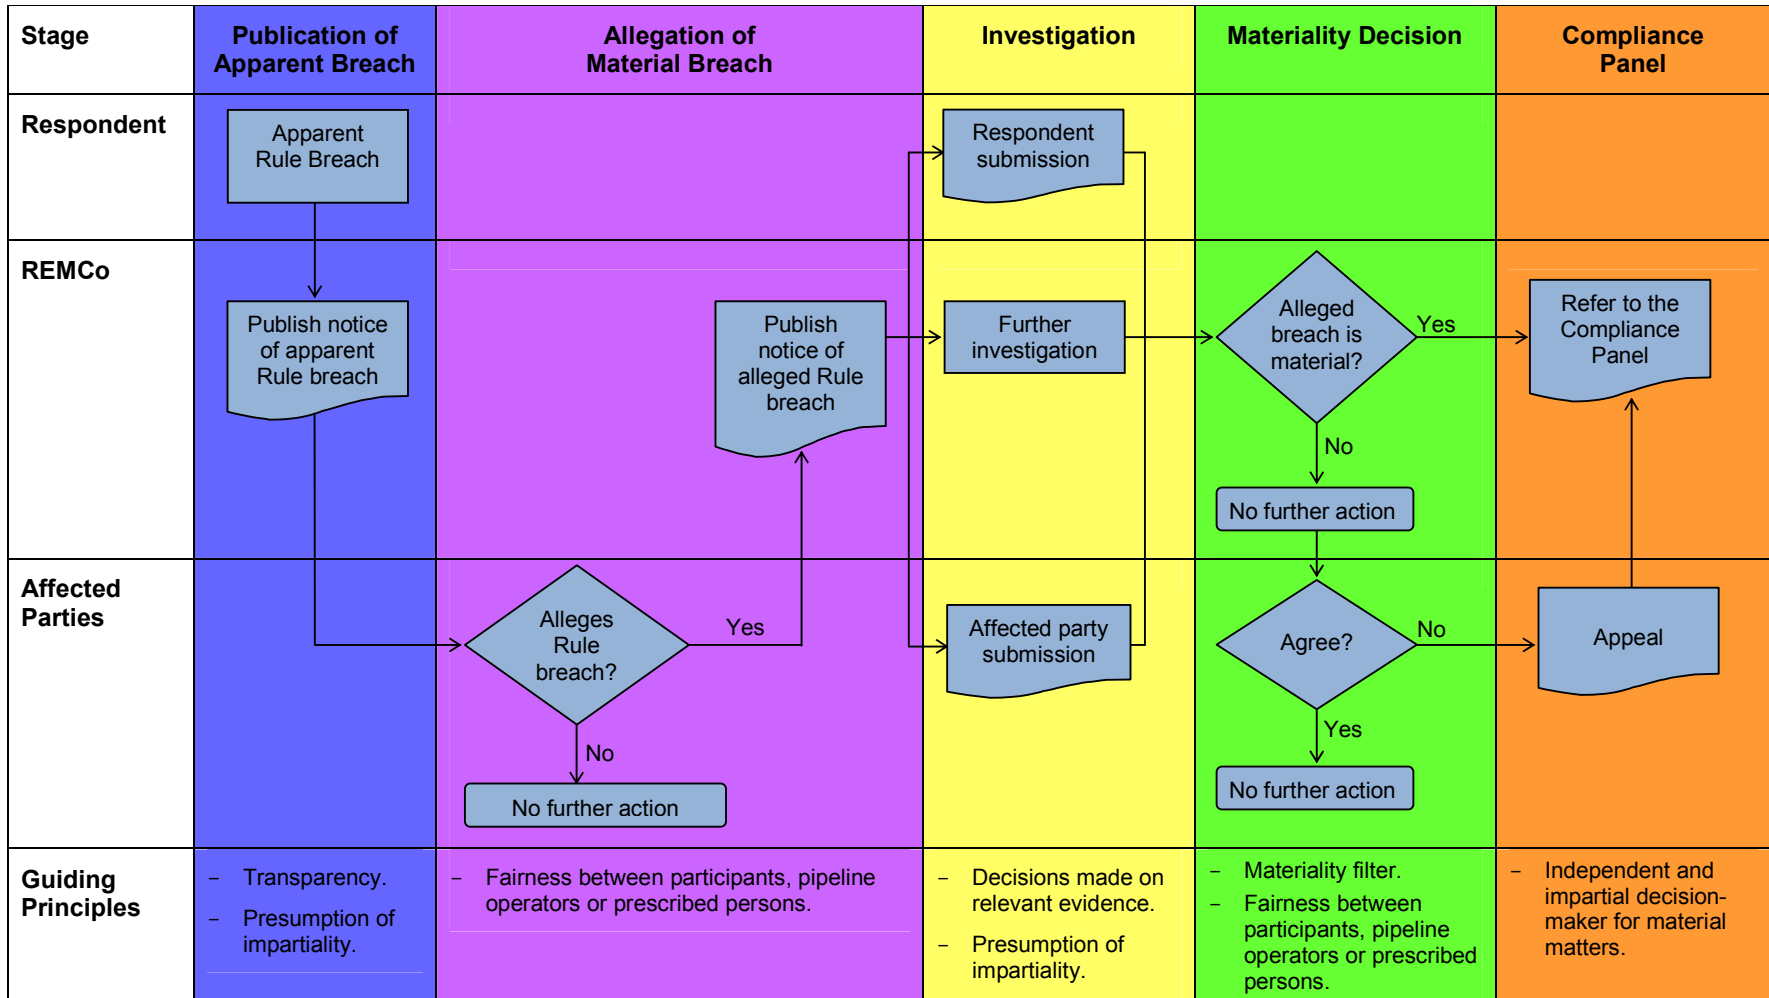 Stage
Publication of
Apparent Breach
Allegation of
Material Breach
Investigation
Materiality Decision
Compliance
Panel
Respondent
Apparent
Rule Breach
Respondent
submission
REMCo
Publish notice
of apparent
Rule breach
Publish
notice of
alleged Rule
breach
Further
investigation
Alleged
breach is
material?
Yes
Refer to the
Compliance
Panel
No
No further action
Affected
Parties
Alleges
Rule
breach?
Yes
No
No further action
Affected party
submission
Agree?
No
Appeal
Yes
No further action
Guiding
Principles
– Transparency.
– Presumption of
impartiality.
– Fairness between participants, pipeline
operators or prescribed persons.
– Decisions made on
relevant evidence.
– Presumption of
impartiality.
– Materiality filter.
– Fairness between
participants, pipeline
operators or prescribed
persons.
– Independent and
impartial decision-
maker for material
matters.